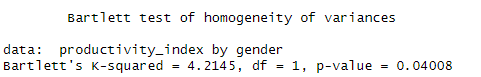 Bartlett test of homogeneity of variances
data:  productivity_index by gender
Bartlett's K-squared = 4.2145, df = 1, p-value = 0.04008